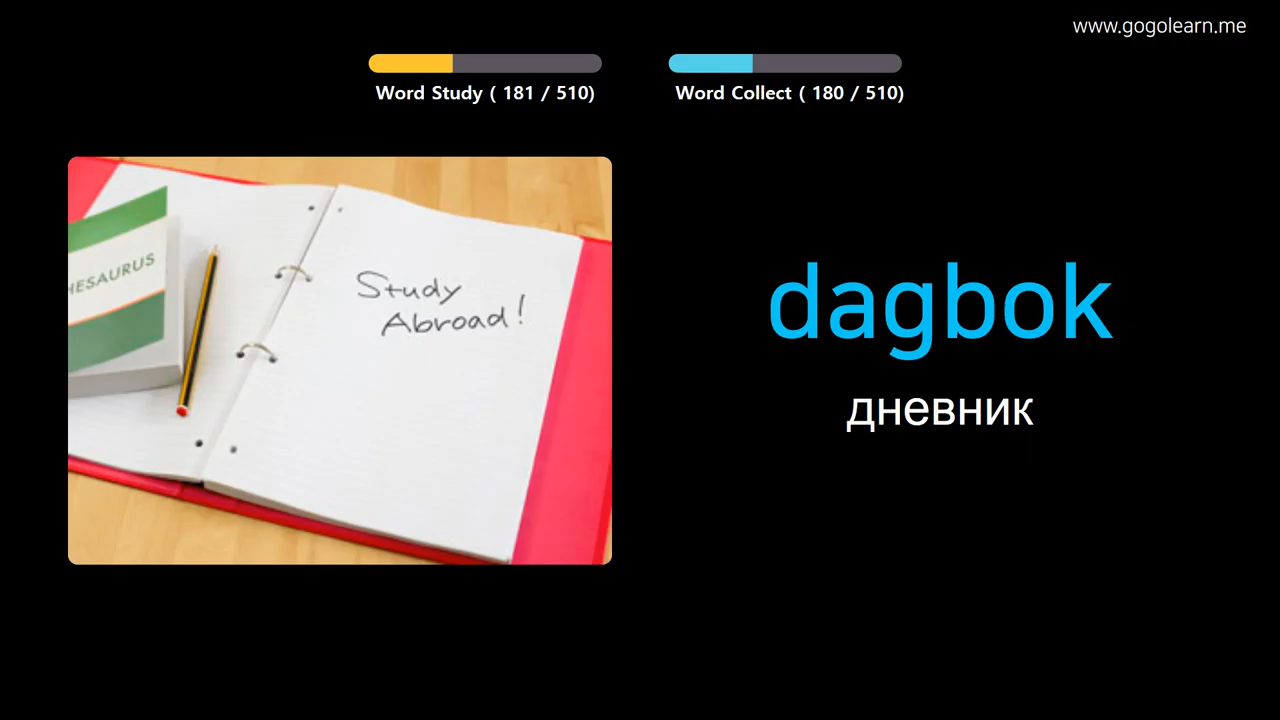 www.gogolearn.me
Word Study ( 181 / 510)
Word Collect ( 180 / 510)
HESAURUS
Study
Abroad!
dagbok
дневник